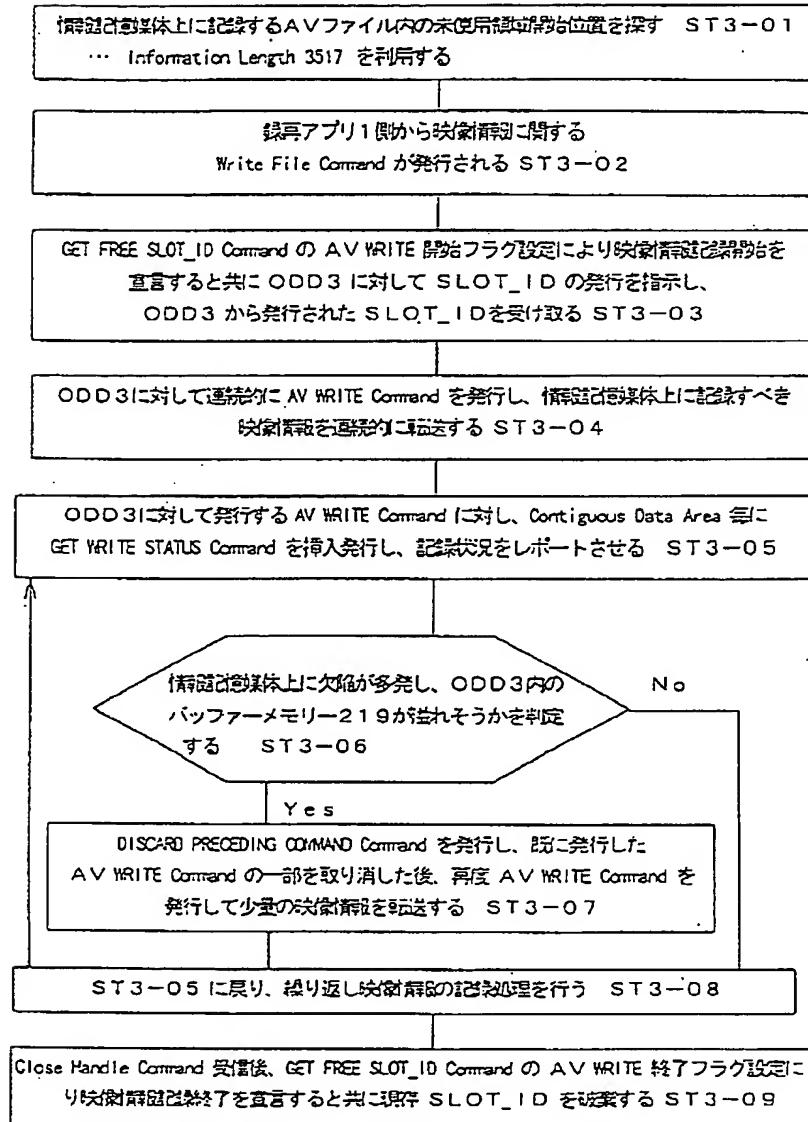 情報記憶媒体上に記録するAVファイル内の未使用領域開始位置を探す ST3-01
… Information Length 3517 を利用する
録再アプリ1側から映像情報に関する
Write File Command が発行される ST3-02
GET FREE SLOT_ID Command の AV WRITE 開始フラグ設定により映像情報記録開始を
宣言すると共に ODD3 に対して SLOT_ID の発行を指示し、
ODD3 から発行された SLOT_IDを受け取る ST3-03
ODD3に対して連続的に AV WRITE Command を発行し、情報記憶媒体上に記録すべき
映像情報を連続的に転送する ST3-04
ODD3に対して発行する AV WRITE Command に対し、Contiguous Data Area 毎に
GET WRITE STATUS Command を挿入発行し、記録状況をレポートさせる ST3-05
情報記憶媒体上に欠陥が多発し、ODD3内の
バッファーメモリー219が溢れそうかを判定
する ST3-06
No
Yes
DISCARD PRECEDING COMMAND Command を発行し、既に発行した
AV WRITE Command の一部を取り消した後、再度 AV WRITE Command を
発行して少量の映像情報を転送する ST3-07
ST3-05 に戻り、繰り返し映像情報の記録処理を行う ST3-08
Close Handle Command 受信後、GET FREE SLOT_ID Command の AV WRITE 終了フラグ設定に
り映像情報記録終了を宣言すると共に現存 SLOT_ID を破棄する ST3-09